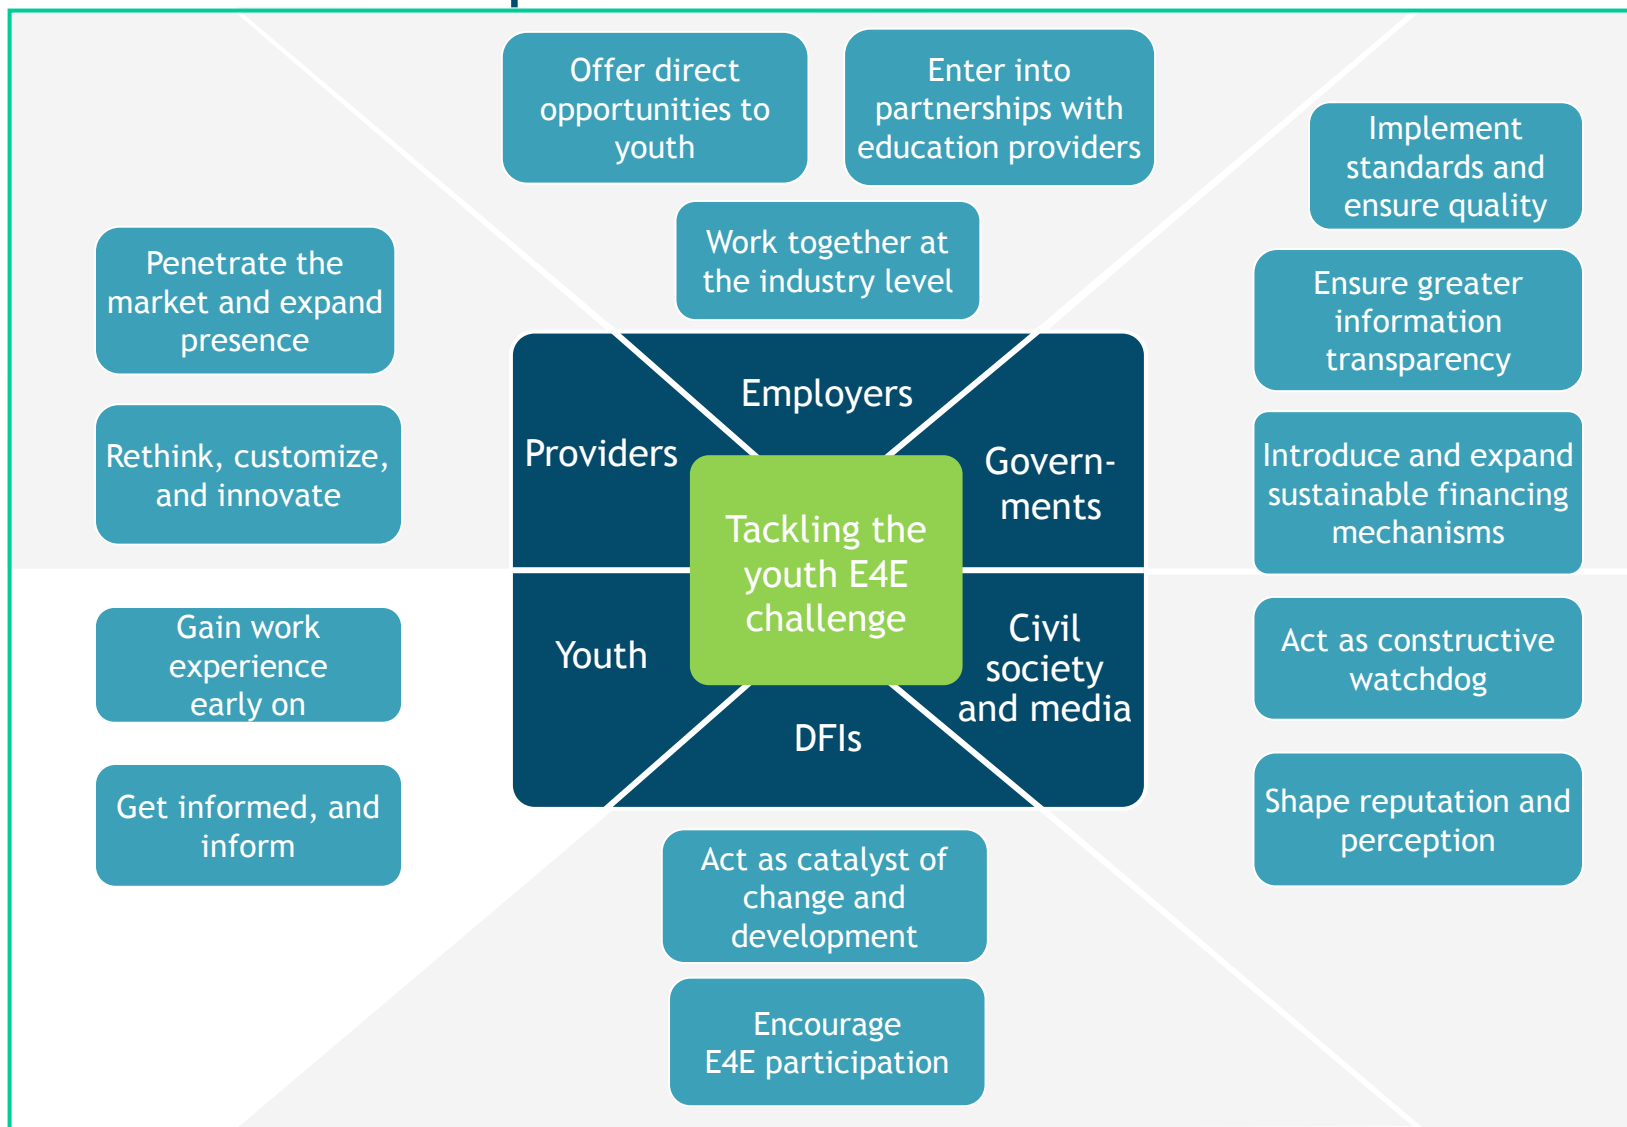 Offer direct
opportunities to
youth
Enter into
partnerships with
education providers
Work together at
the industry level
Implement
standards and
ensure quality
Ensure greater
information
transparency
Introduce and expand
sustainable financing
mechanisms
Penetrate the
market and expand
presence
Rethink, customize,
and innovate
Employers
Providers
Govern-
ments
Tackling the
youth E4E
challenge
Youth
Civil
society
and media
DFIs
Gain work
experience
early on
Get informed, and
inform
Act as constructive
watchdog
Shape reputation and
perception
Act as catalyst of
change and
development
Encourage
E4E participation